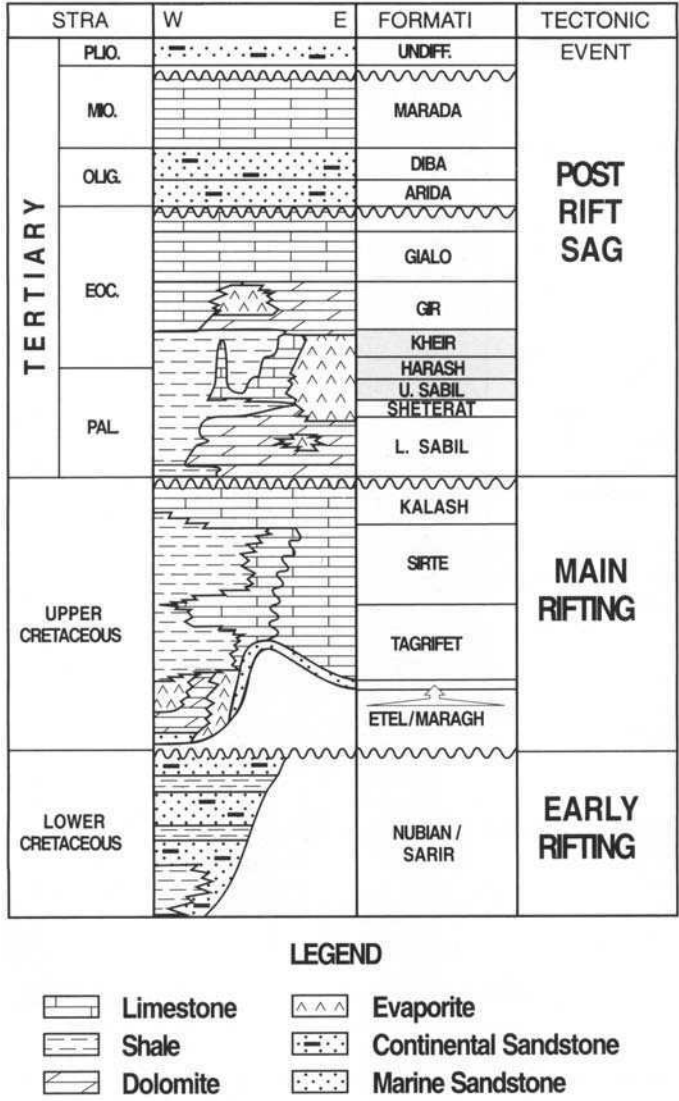 STRA W E FORMATI TECTONIC
PLIO. UNDIFF. EVENT
MIO. MARADA
OLIG. DIBA
ARIDA
POST
RIFT
SAG
TERTIARY
EOC. GIALO
GIR
KHEIR
HARASH
PAL. U. SABIL
SHETERAT
L. SABIL
UPPER
CRETACEOUS
KALASH
SIRTE
TAGRIFET
ETEL/MARAGH
MAIN
RIFTING
LOWER
CRETACEOUS
NUBIAN /
SARIR
EARLY
RIFTING
LEGEND
Limestone Evaporite
Shale Continental Sandstone
Dolomite Marine Sandstone